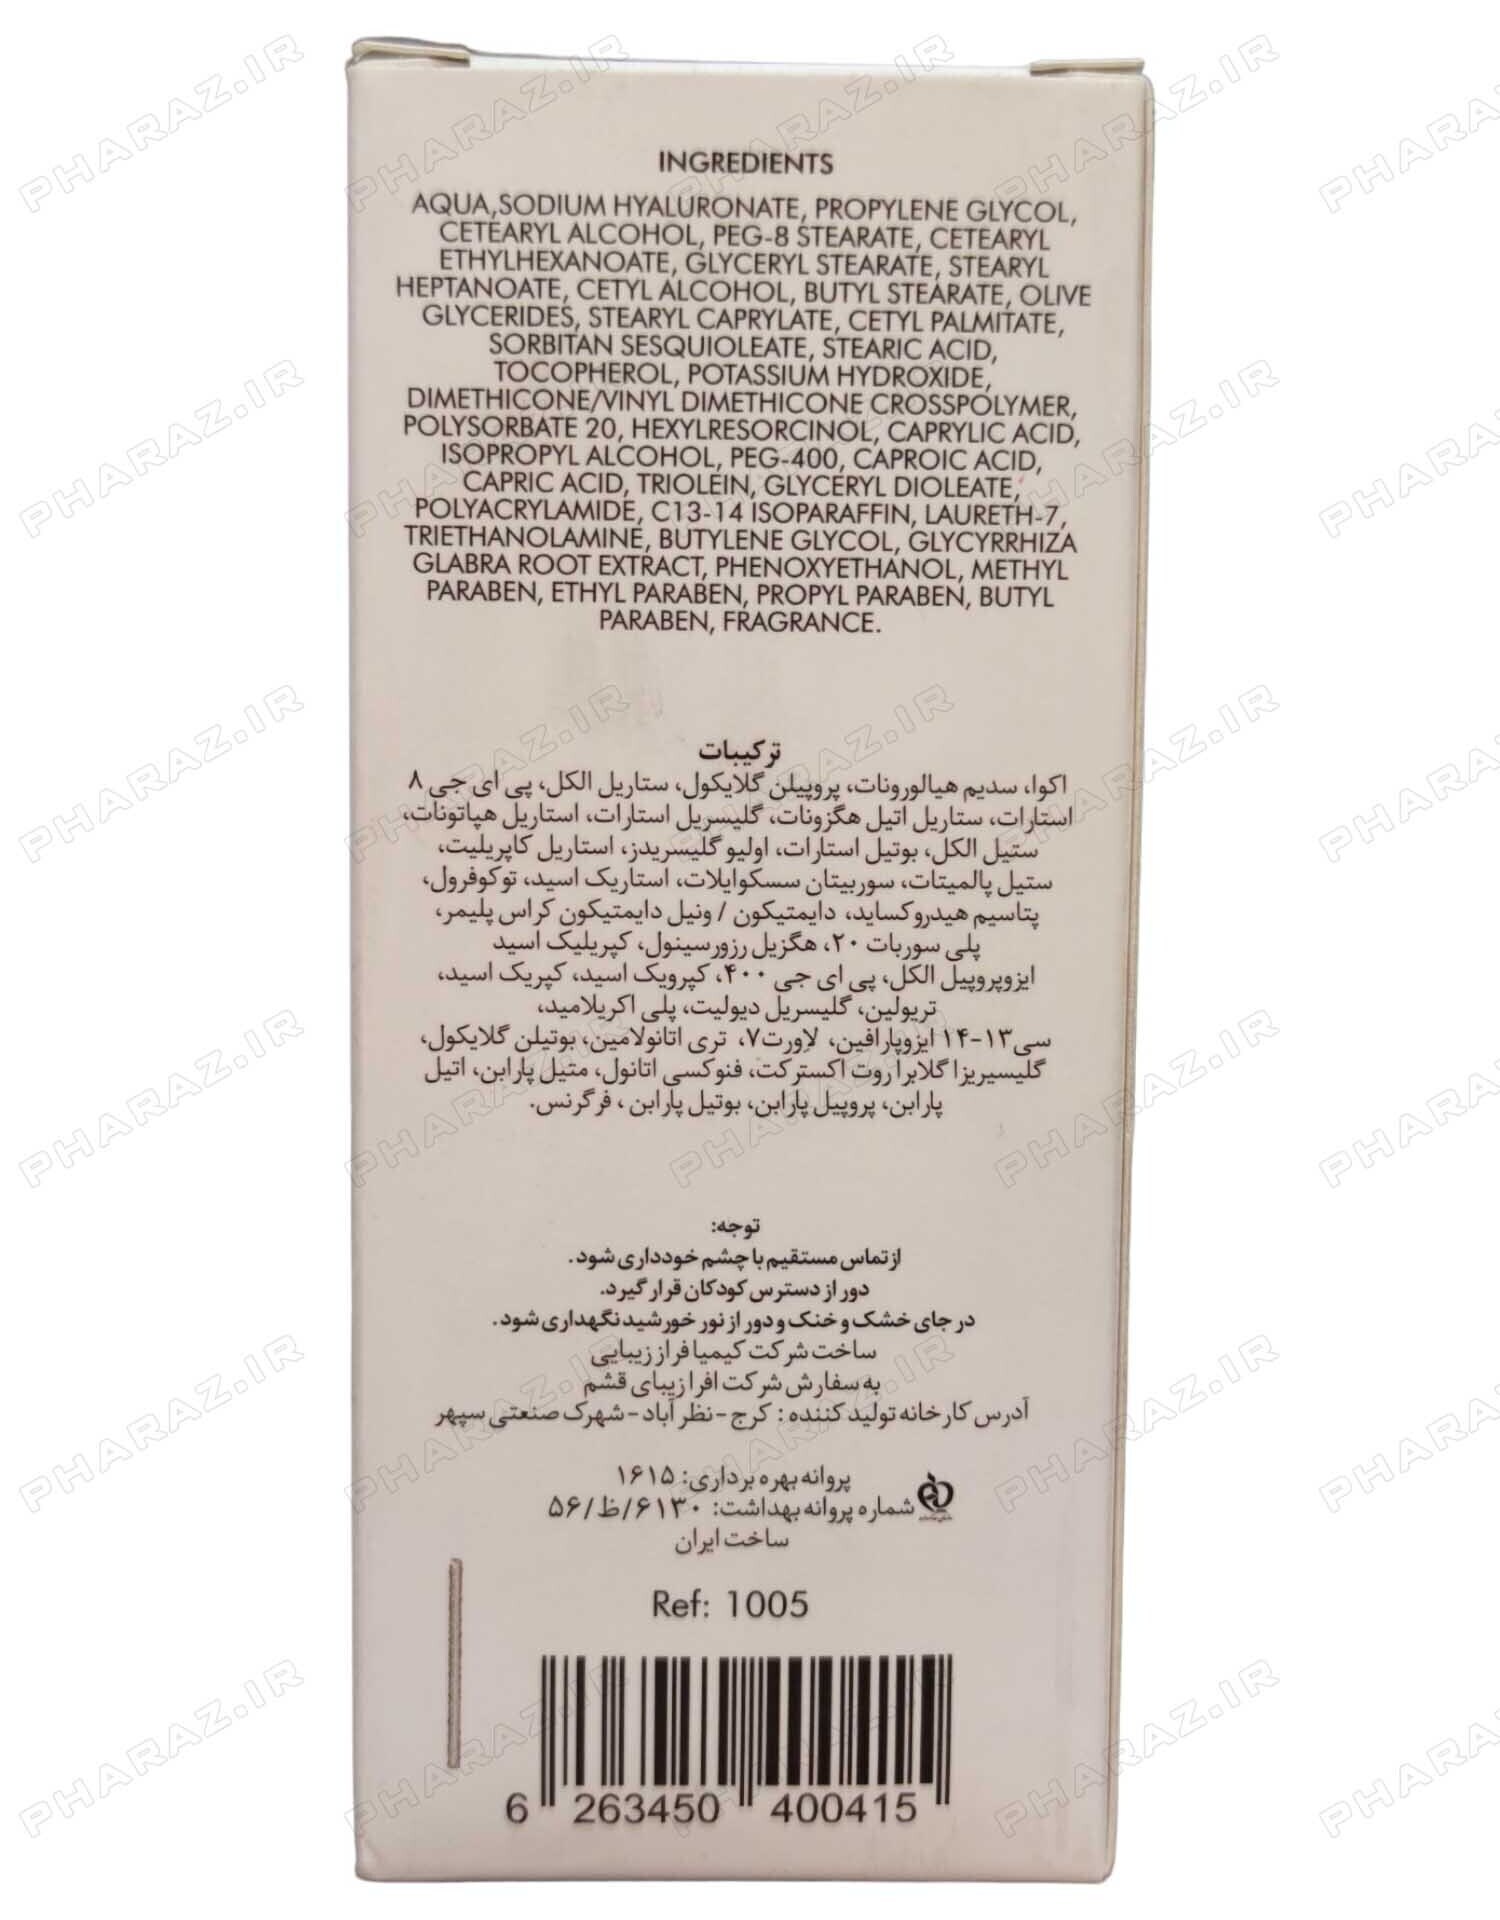 INGREDIENTS
AQUA,SODIUM HYALURONATE, PROPYLENE GLYCOL,
CETEARYL ALCOHOL, PEG-8 STEARATE, CETEARYL
ETHYLHEXANOATE, GLYCERYL STEARATE, STEARYL
HEPTANOATE, CETYL ALCOHOL, BUTYL STEARATE, OLIVE
GLYCERIDES, STEARYL CAPRYLATE, CETYL PALMITATE,
SORBITAN SESQUIOLEATE, STEARIC ACID,
TOCOPHEROL, POTASSIUM HYDROXIDE,
DIMETHICONE/VINYL DIMETHICONE CROSSPOLYMER,
POLYSORBATE 20, HEXYLRESORCINOL, CAPRYLIC ACID,
ISOPROPYL ALCOHOL, PEG-400, CAPROIC ACID,
CAPRIC ACID, TRIOLEIN, GLYCERYL DIOLEATE,
POLYACRYLAMIDE, C13-14 ISOPARAFFIN, LAURETH-7,
TRIETHANOLAMINE, BUTYLENE GLYCOL, GLYCYRRHIZA
GLABRA ROOT EXTRACT, PHENOXYETHANOL, METHYL
PARABEN, ETHYL PARABEN, PROPYL PARABEN, BUTYL
PARABEN, FRAGRANCE.
ترکیبات
اکوا، سدیم هیالورونات، پروپیلن گلایکول، ستاریل الکل، پی ای جی ۸
استارات، ستاریل اتیل هگزونات، گلیسریل استارات، استاریل هپاتونات،
ستیل الکل، بوتیل استارات، اولیو گلیسریدز، استاریل کاپریلیت،
ستیل پالمیتات، سوربیتان سسکوایلات، استاریک اسید، توکوفرول،
پتاسیم هیدروکساید، دایمتیکون / ونیل دایمتیکون کراس پلیمر،
پلی سوربات ۲۰، هگزیل رزورسینول، کپریلیک اسید
ایزوپروپیل الکل، پی ای جی ۴۰۰، کپرویک اسید، کپریک اسید،
تریولین، گلیسریل دیولیت، پلی اکریلامید،
سی۱۳-۱۴ ایزوپارافین، لاورت۷، تری اتانولامین، بوتیلن گلایکول،
گلیسیریزا گلابرا روت اکسترکت، فنوکسی اتانول، متیل پارابن، اتیل
پارابن، پروپیل پارابن، بوتیل پارابن ، فرگرنس.
توجه:
از تماس مستقیم با چشم خودداری شود.
دور از دسترس کودکان قرار گیرد.
در جای خشک و خنک و دور از نور خورشید نگهداری شود.
ساخت شرکت کیمیا فراز زیبایی
به سفارش شرکت افرا زیبای قشم
آدرس کارخانه تولید کننده : کرج - نظر آباد - شهرک صنعتی سپهر
پروانه بهره برداری: ۱۶۱۵
شماره پروانه بهداشت: ۵۶/ظ/۶۱۳۰
ساخت ایران
Ref: 1005
6 263450 400415
PHARAZ.IR